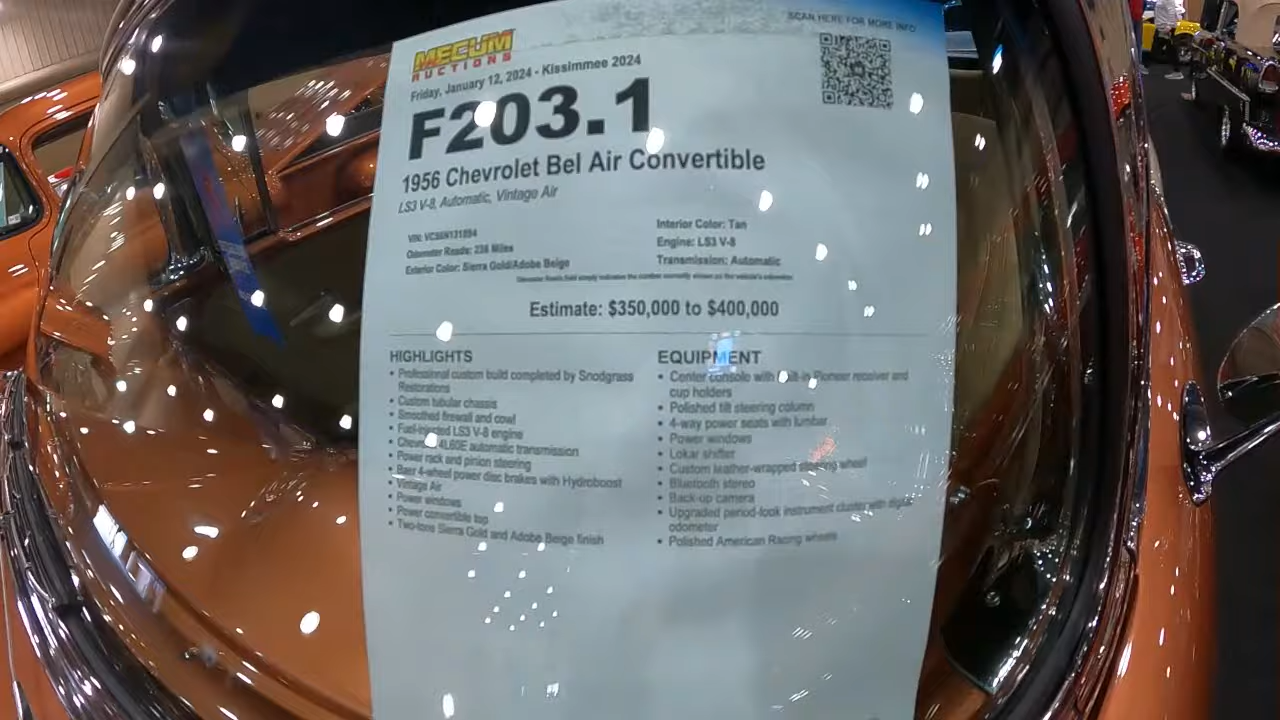 SCAN HERE FOR MORE INFO
MECUM
AUCTIONS
Friday, January 12, 2024 - Kissimmee 2024
F203.1
1956 Chevrolet Bel Air Convertible
LS3 V-8, Automatic, Vintage Air
VIN: VC56N131894
Odometer Reads: 236 Miles
Exterior Color: Sierra Gold/Adobe Beige
Interior Color: Tan
Engine: LS3 V-8
Transmission: Automatic
Estimate: $350,000 to $400,000
HIGHLIGHTS
• Professional custom build completed by Snodgrass
Restorations
• Custom tubular chassis
• Smoothed firewall and cowl
• Fuel-injected LS3 V-8 engine
• Chevrolet 4L60E automatic transmission
• Power rack and pinion steering
• Baer 4-wheel power disc brakes with Hydroboost
• Vintage Air
• Power windows
• Power convertible top
• Two-tone Sierra Gold and Adobe Beige finish
EQUIPMENT
• Center console with built-in Pioneer receiver and
cup holders
• Polished tilt steering column
• 4-way power seats with lumbar
• Power windows
• Lokar shifter
• Custom leather-wrapped steering wheel
• Bluetooth stereo
• Back-up camera
• Upgraded period-look instrument cluster with digital
odometer
• Polished American Racing wheels